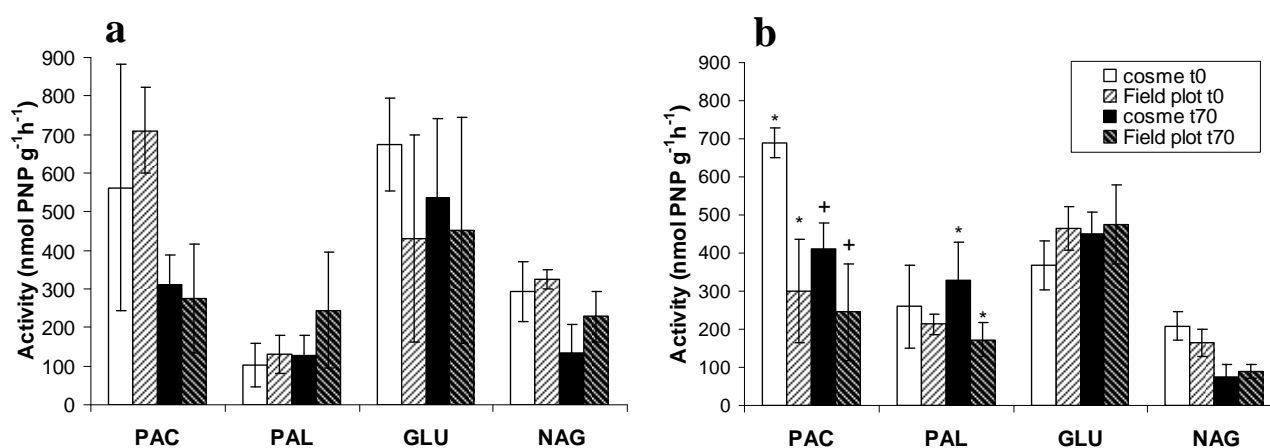 a
Activity (nmol PNP g⁻¹h⁻¹)
900
800
700
600
500
400
300
200
100
0
PAC PAL GLU NAG
b
Activity (nmol PNP g⁻¹h⁻¹)
900
800
700
600
500
400
300
200
100
0
cosme t0
Field plot t0
cosme t70
Field plot t70
*
* + +
* *
PAC PAL GLU NAG